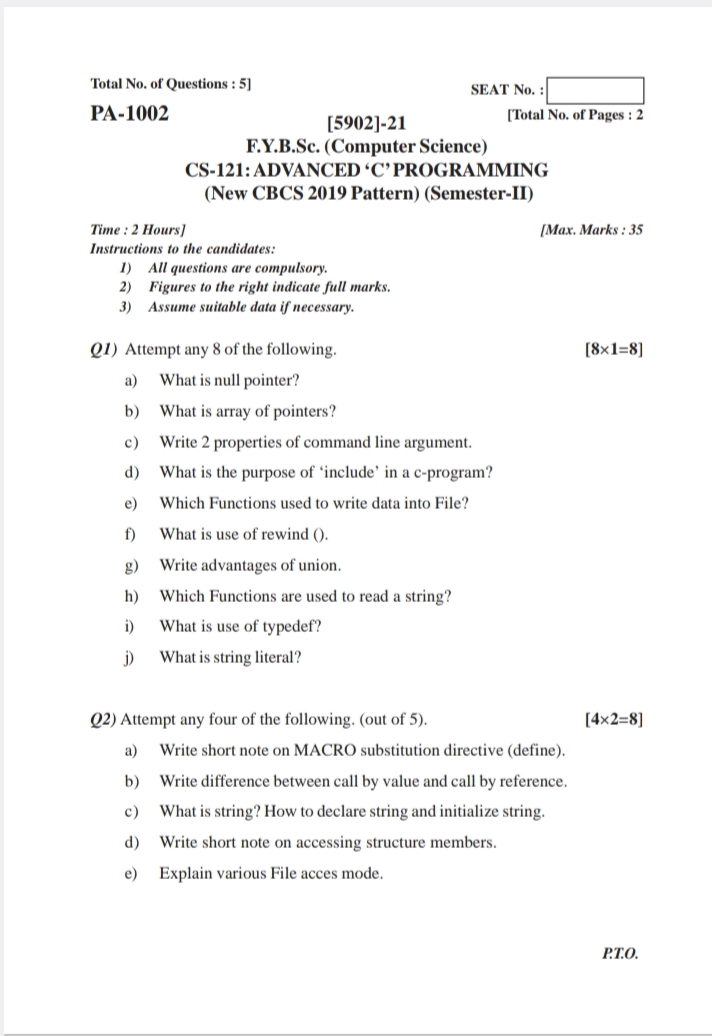 Total No. of Questions : 5]
SEAT No. :
PA-1002
[Total No. of Pages : 2
[5902]-21
F.Y.B.Sc. (Computer Science)
CS-121: ADVANCED ‘C’ PROGRAMMING
(New CBCS 2019 Pattern) (Semester-II)
Time : 2 Hours]
[Max. Marks : 35
Instructions to the candidates:
1) All questions are compulsory.
2) Figures to the right indicate full marks.
3) Assume suitable data if necessary.
Q1) Attempt any 8 of the following. [8×1=8]
a) What is null pointer?
b) What is array of pointers?
c) Write 2 properties of command line argument.
d) What is the purpose of ‘include’ in a c-program?
e) Which Functions used to write data into File?
f) What is use of rewind ().
g) Write advantages of union.
h) Which Functions are used to read a string?
i) What is use of typedef?
j) What is string literal?
Q2) Attempt any four of the following. (out of 5). [4×2=8]
a) Write short note on MACRO substitution directive (define).
b) Write difference between call by value and call by reference.
c) What is string? How to declare string and initialize string.
d) Write short note on accessing structure members.
e) Explain various File acces mode.
P.T.O.